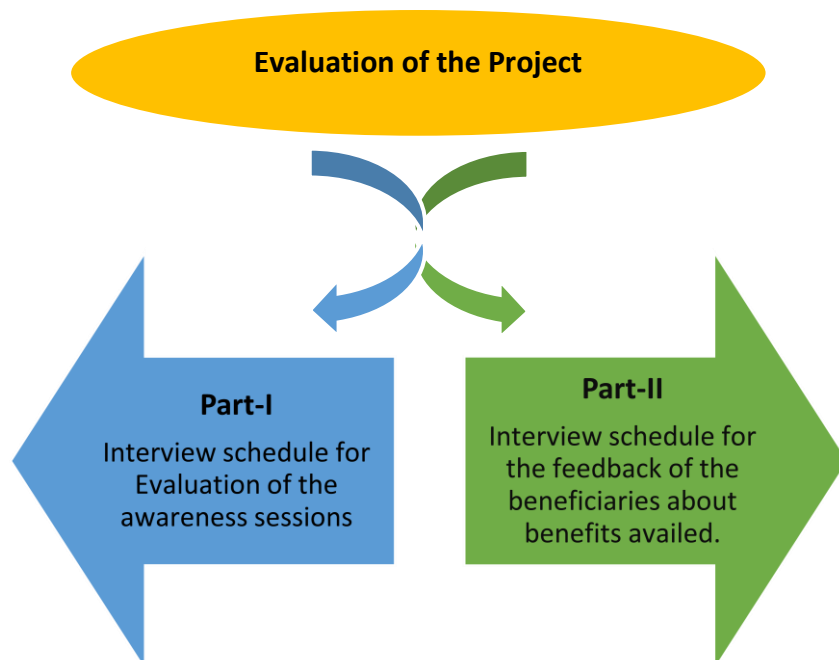 Evaluation of the Project
Part-I
Interview schedule for
Evaluation of the
awareness sessions
Part-II
Interview schedule for
the feedback of the
beneficiaries about
benefits availed.